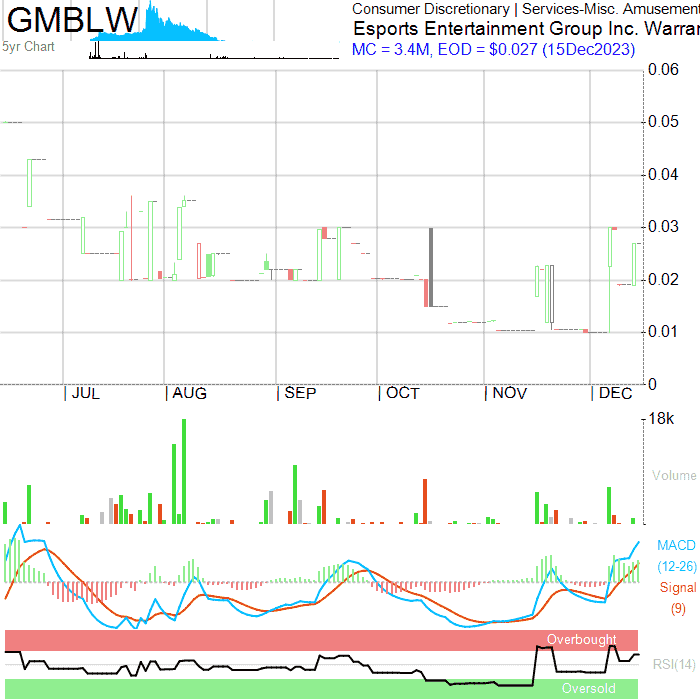 GMBLW
Consumer Discretionary | Services-Misc. Amusement
Esports Entertainment Group Inc. Warrar
5yr Chart
MC = 3.4M, EOD = $0.027 (15Dec2023)
0.06
0.05
0.04
0.03
0.02
0.01
0
| JUL | AUG | SEP | OCT | NOV | DEC
18k
Volume
MACD
(12-26)
Signal
(9)
Overbought
RSI(14)
Oversold